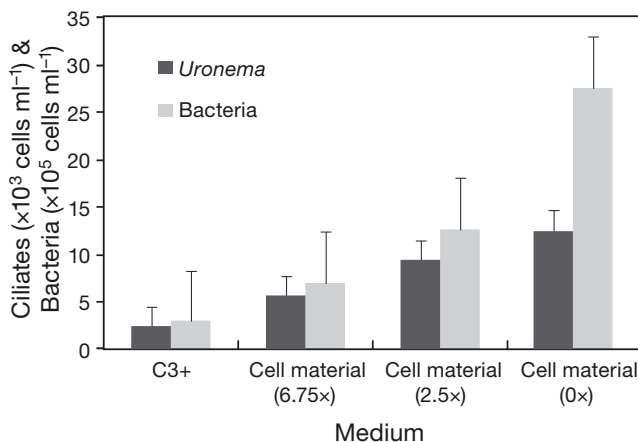 Ciliates (×10³ cells ml⁻¹) &
Bacteria (×10⁵ cells ml⁻¹)
35
30
25
20
15
10
5
0
Uronema
Bacteria
C3+
Cell material
(6.75×)
Cell material
(2.5×)
Cell material
(0×)
Medium